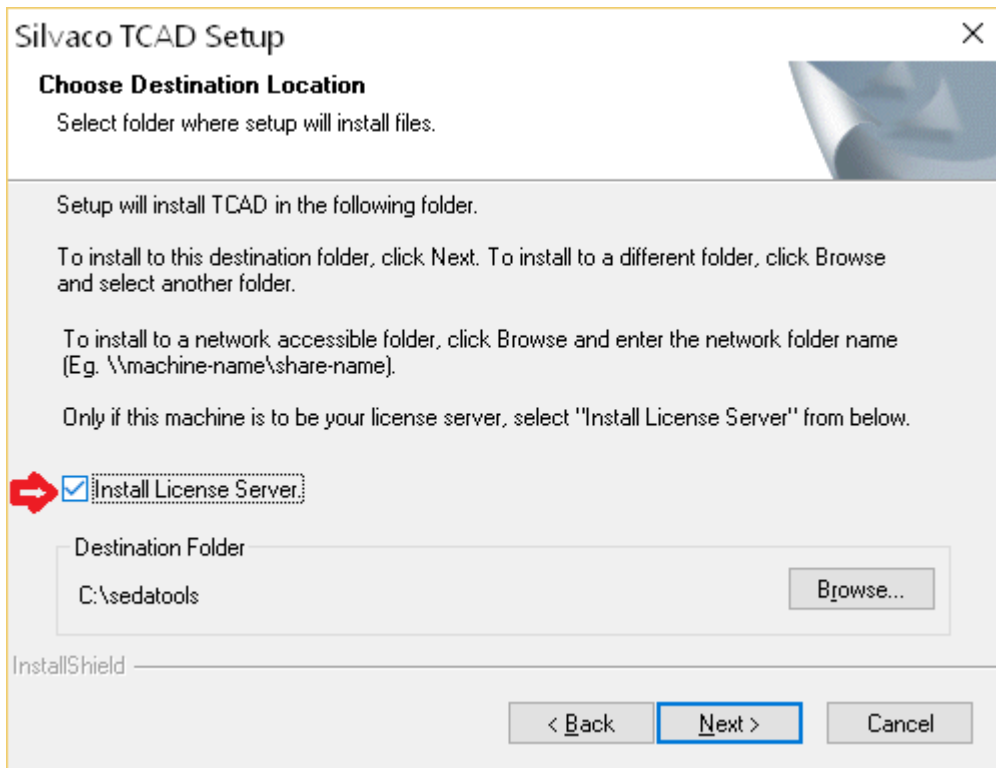 Silvaco TCAD Setup
Choose Destination Location
Select folder where setup will install files.
Setup will install TCAD in the following folder.
To install to this destination folder, click Next. To install to a different folder, click Browse
and select another folder.
To install to a network accessible folder, click Browse and enter the network folder name
(Eg. \\machine-name\share-name).
Only if this machine is to be your license server, select "Install License Server" from below.
Install License Server.
Destination Folder
C:\sedatools
Browse...
InstallShield
< Back
Next >
Cancel